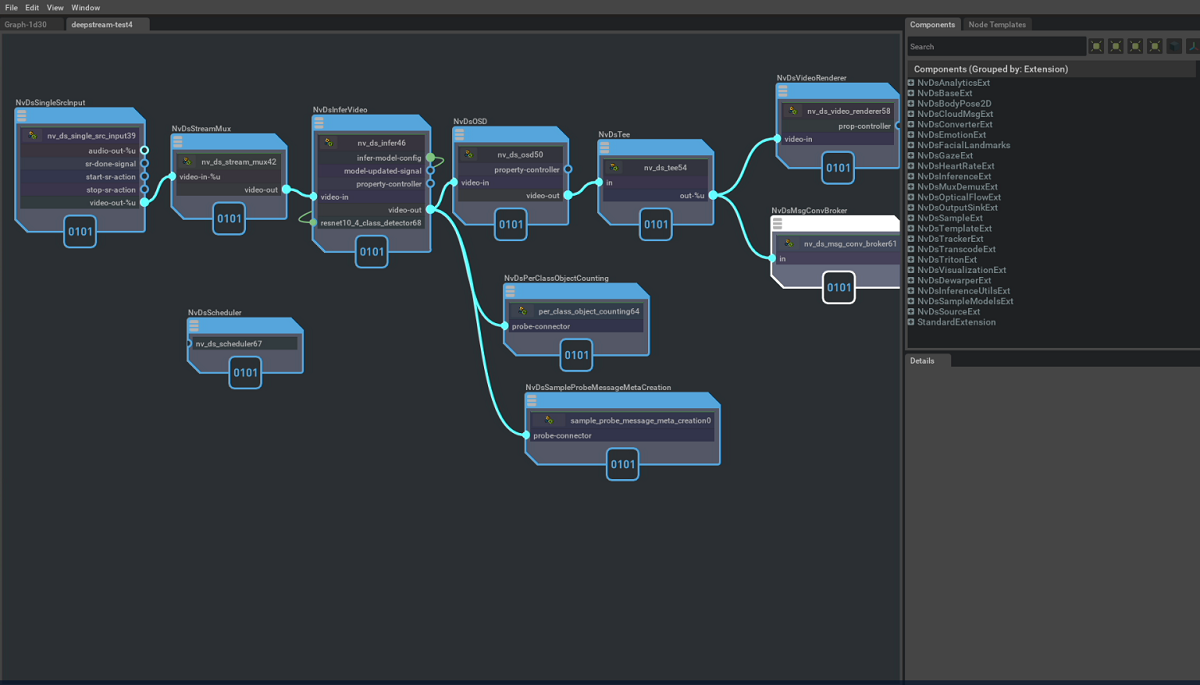 File Edit View Window
Graph-1d30 deepstream-test4
NvDsSingleSrcInput
nv_ds_single_src_input39
audio-out-%u
sr-done-signal
start-sr-action
stop-sr-action
video-out-%u
0101
NvDsStreamMux
nv_ds_stream_mux42
video-in-%u
video-out
0101
NvDsInferVideo
nv_ds_infer46
infer-model-config
model-updated-signal
property-controller
video-in
video-out
resnet10_4_class_detector68
0101
NvDsOSD
nv_ds_osd50
property-controller
video-in
video-out
0101
NvDsTee
nv_ds_tee54
in
out-%u
0101
NvDsVideoRenderer
nv_ds_video_renderer58
prop-controller
video-in
0101
NvDsMsgConvBroker
nv_ds_msg_conv_broker61
in
0101
NvDsPerClassObjectCounting
per_class_object_counting64
probe-connector
0101
NvDsScheduler
nv_ds_scheduler67
0101
NvDsSampleProbeMessageMetaCreation
sample_probe_message_meta_creation0
probe-connector
0101
Components Node Templates
Search
Components (Grouped by: Extension)
NvDsAnalyticsExt
NvDsBaseExt
NvDsBodyPose2D
NvDsCloudMsgExt
NvDsConverterExt
NvDsEmotionExt
NvDsFacialLandmarks
NvDsGazeExt
NvDsHeartRateExt
NvDsInferenceExt
NvDsMuxDemuxExt
NvDsOpticalFlowExt
NvDsOutputSinkExt
NvDsSampleExt
NvDsTemplateExt
NvDsTrackerExt
NvDsTranscodeExt
NvDsTritonExt
NvDsVisualizationExt
NvDsDewarperExt
NvDsInferenceUtilsExt
NvDsSampleModelsExt
NvDsSourceExt
StandardExtension
Details